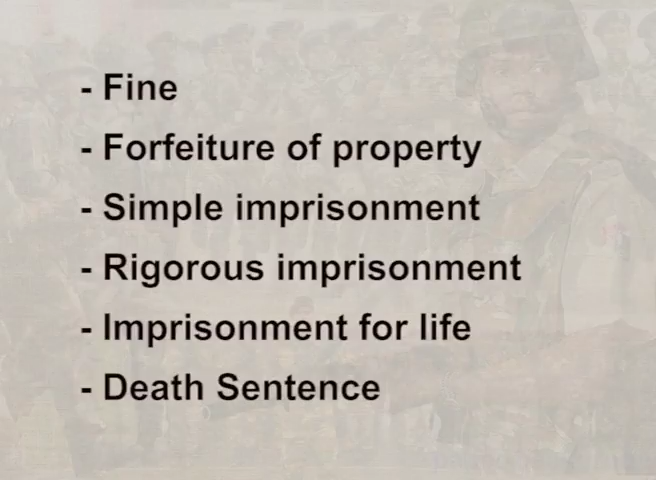 - Fine
- Forfeiture of property
- Simple imprisonment
- Rigorous imprisonment
- Imprisonment for life
- Death Sentence